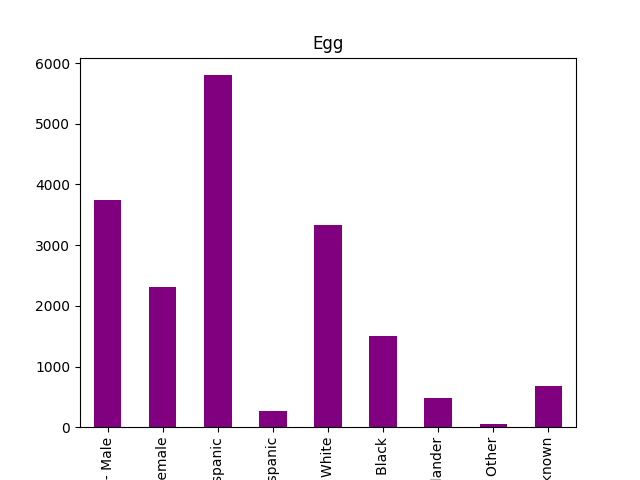 Egg
6000
5000
4000
3000
2000
1000
0
- Male
emale
spanic
spanic
White
Black
lander
Other
known